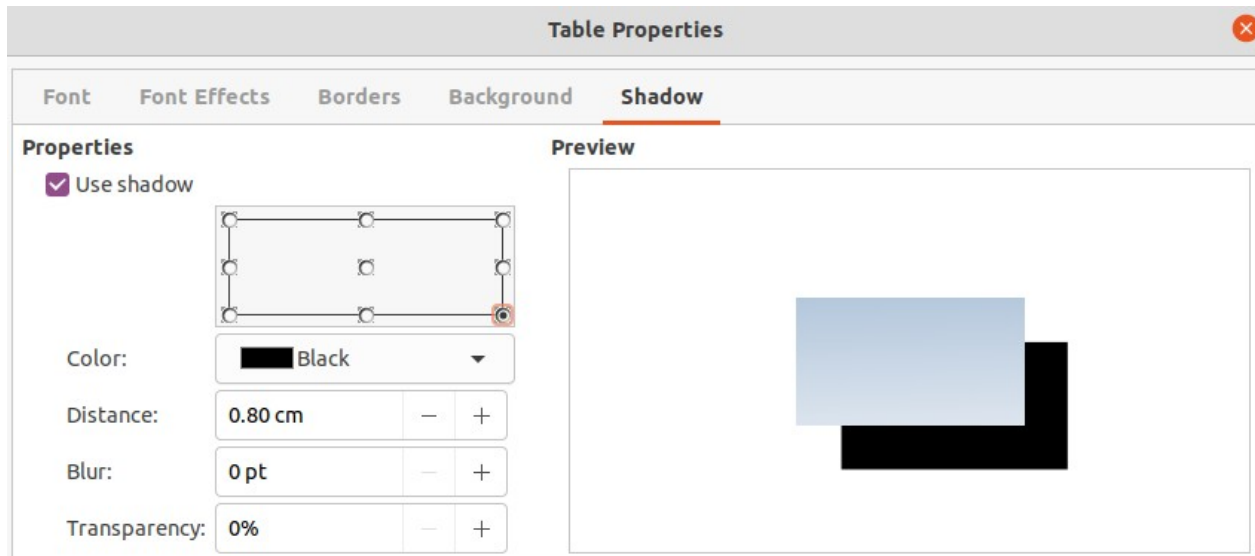 Table Properties
Font Font Effects Borders Background Shadow
Properties
Use shadow
Color: Black
Distance: 0.80 cm
Blur: 0 pt
Transparency: 0%
Preview